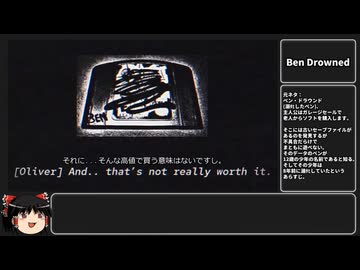 Ben Drowned
BEN
それに...そんな高値で買う意味はないですし。
[Oliver] And.. that's not really worth it.
元ネタ：
ベン・ドラウンド
(溺れたベン)。
主人公はガレージセールで
老人からソフトを購入します。
そこには古いセーブファイルが
あるのを発見するが
不具合だらけで
まともに遊べない。
そのデータのベンが
12歳の少年の名前であると知る。
そしてその少年は
8年前に溺れていたという
あらすじ。